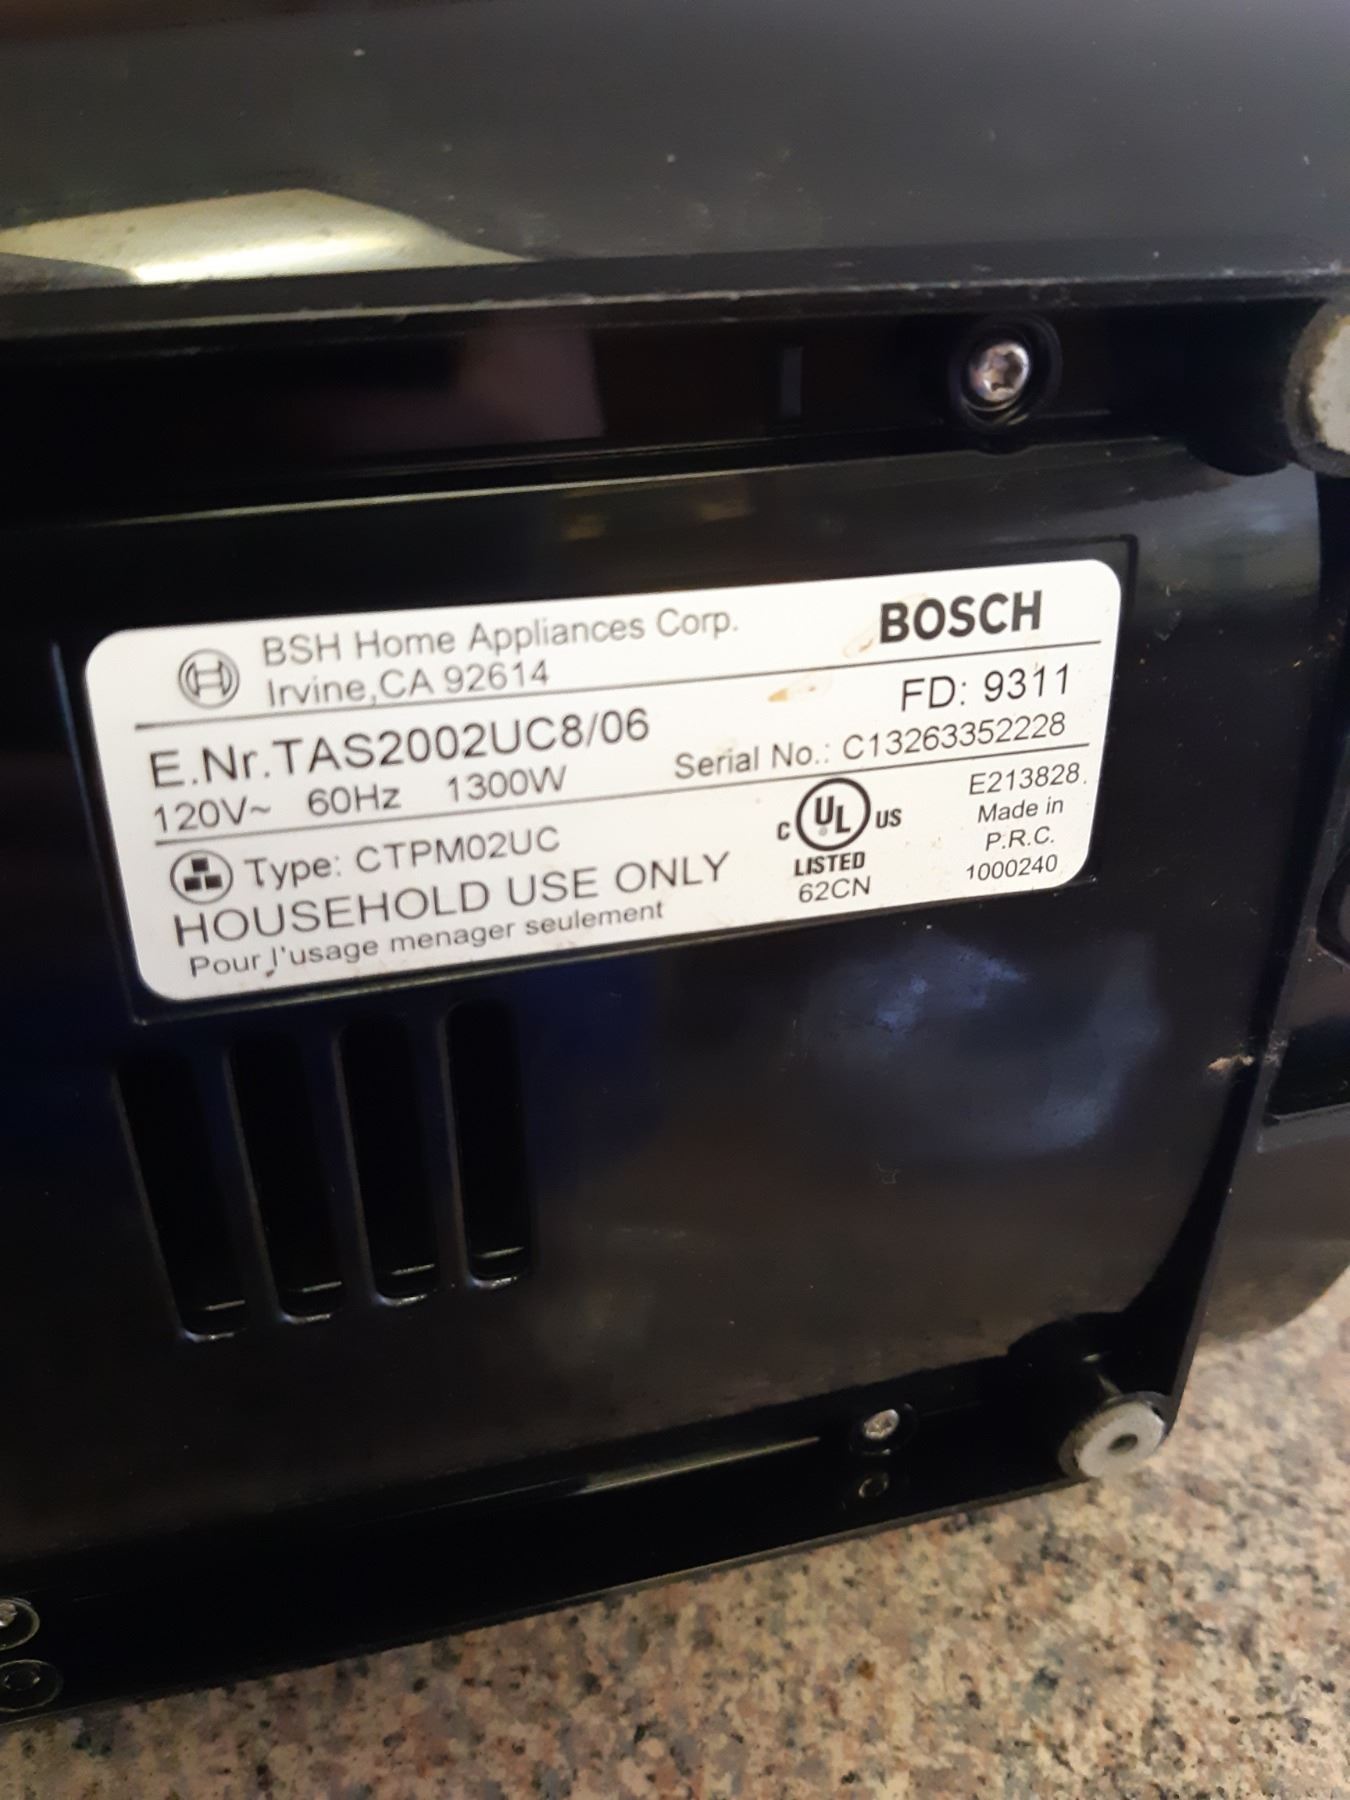 BSH Home Appliances Corp.
Irvine,CA 92614
BOSCH
E.Nr.TAS2002UC8/06
FD: 9311
120V~ 60Hz 1300W
Serial No.: C13263352228
Type: CTPM02UC
HOUSEHOLD USE ONLY
Pour l'usage menager seulement
C UL US
LISTED
62CN
E213828.
Made in
P.R.C.
1000240